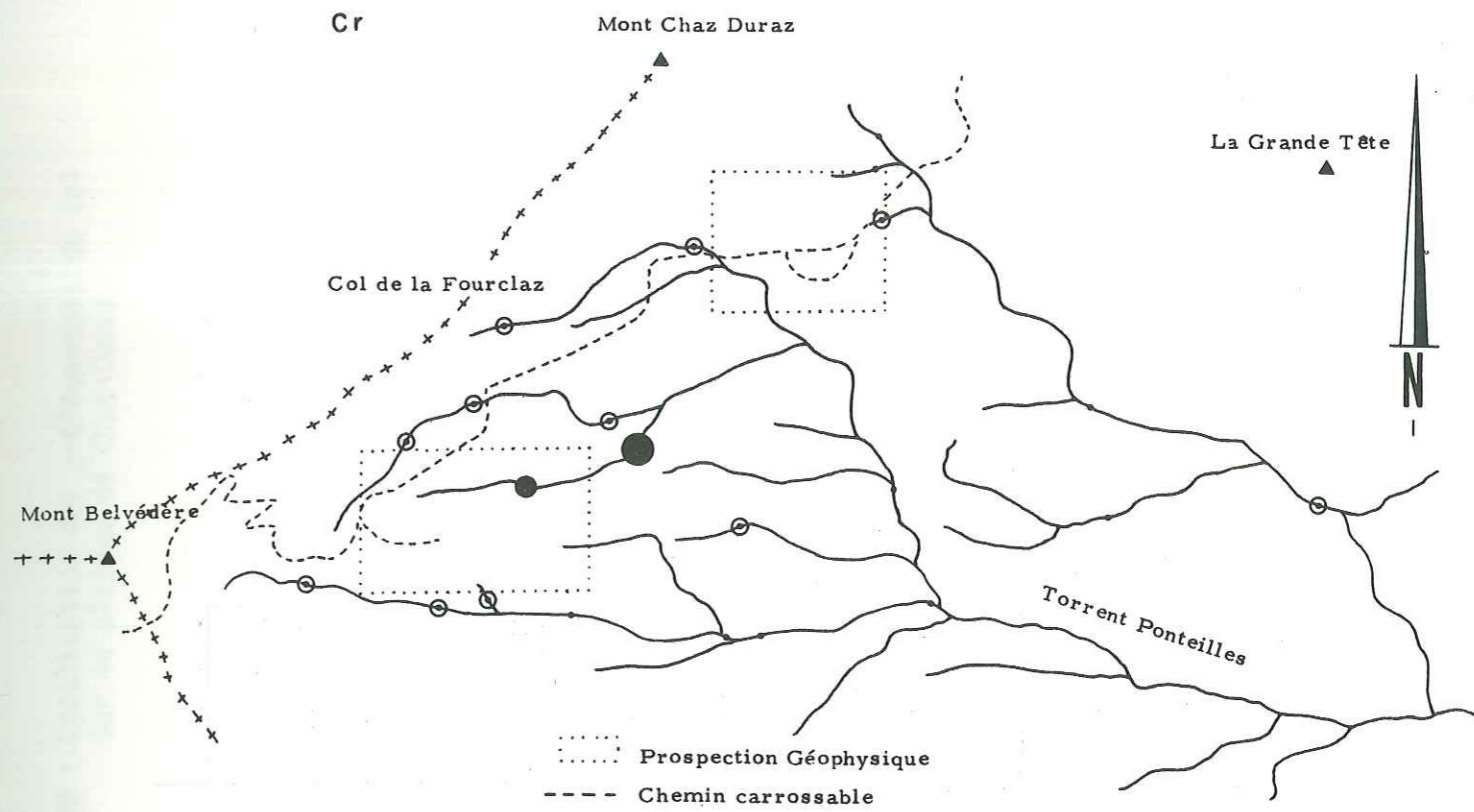 Cr
Mont Chaz Duraz
La Grande Tête
Col de la Fourclaz
N
Mont Belvédère
Torrent Ponteilles
Prospection Géophysique
Chemin carrossable